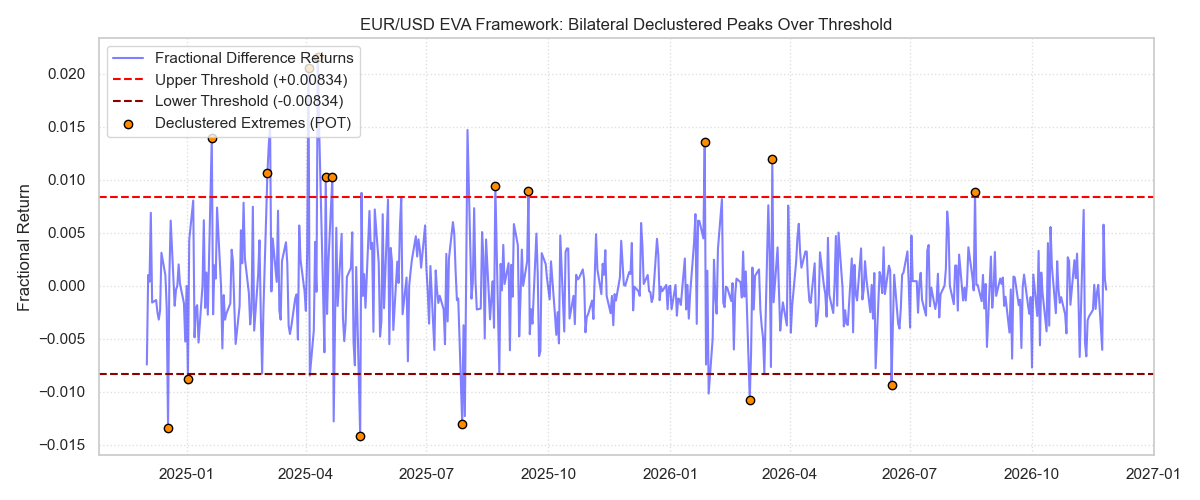 EUR/USD EVA Framework: Bilateral Declustered Peaks Over Threshold
Fractional Difference Returns
Upper Threshold (+0.00834)
Lower Threshold (-0.00834)
Declustered Extremes (POT)
Fractional Return
0.020
0.015
0.010
0.005
0.000
−0.005
−0.010
−0.015
2025-01
2025-04
2025-07
2025-10
2026-01
2026-04
2026-07
2026-10
2027-01